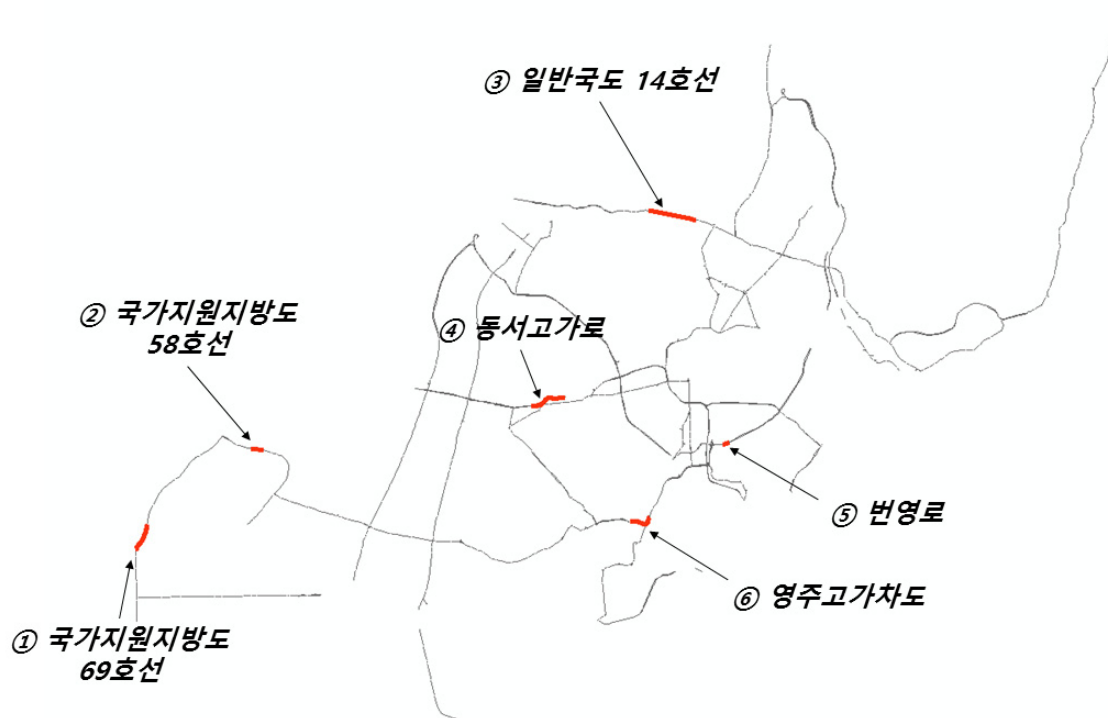 ③ 일반국도 14호선
② 국가지원지방도
58호선
④ 동서고가로
⑤ 번영로
⑥ 영주고가차도
① 국가지원지방도
69호선